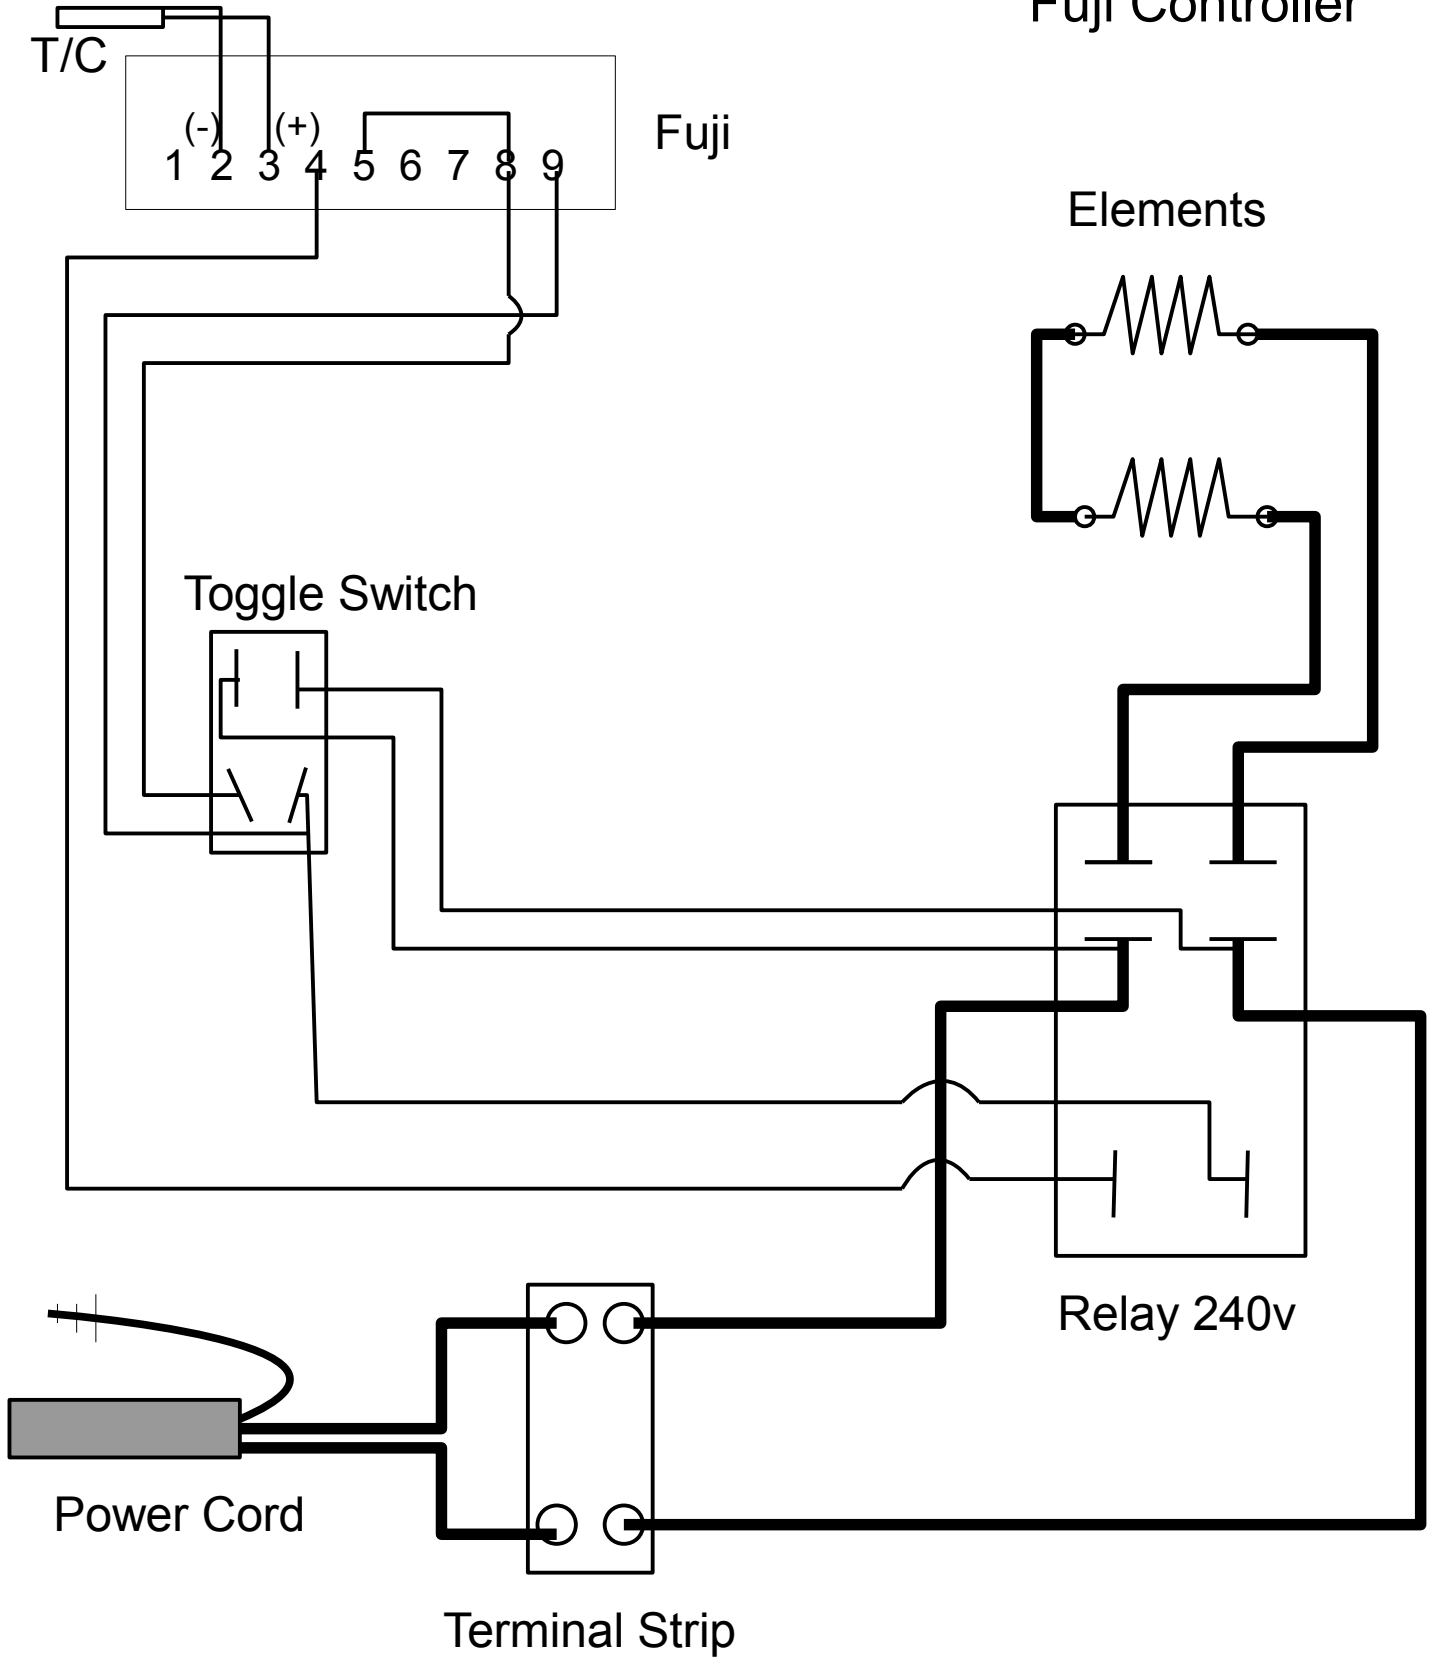 Fuji Controller
T/C
(-) (+)
Fuji
1 2 3 4 5 6 7 8 9
Elements
Toggle Switch
Relay 240v
Power Cord
Terminal Strip